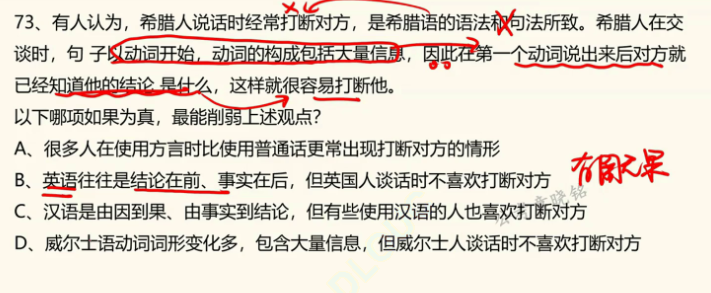 73、有人认为，希腊人说话时经常打断对方，是希腊语的语法和句法所致。希腊人在交
谈时，句 子以动词开始，动词的构成包括大量信息，因此在第一个动词说出来后对方就
已经知道他的结论 是什么，这样就很容易打断他。
以下哪项如果为真，最能削弱上述观点？
A、很多人在使用方言时比使用普通话更常出现打断对方的情形
B、英语往往是结论在前、事实在后，但英国人谈话时不喜欢打断对方
有因无果
C、汉语是由因到果、由事实到结论，但有些使用汉语的人也喜欢打断对方
D、威尔士语动词词形变化多，包含大量信息，但威尔士人谈话时不喜欢打断对方